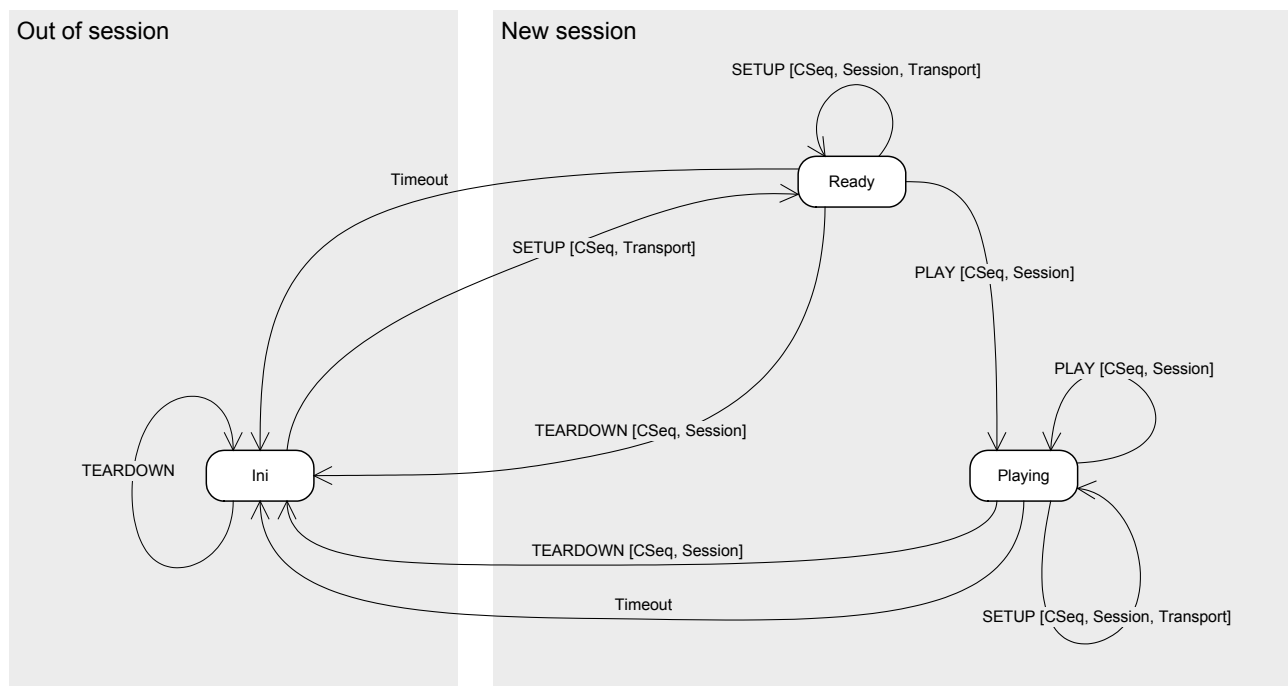 Out of session
New session
SETUP [CSeq, Session, Transport]
Timeout
Ready
SETUP [CSeq, Transport]
PLAY [CSeq, Session]
PLAY [CSeq, Session]
TEARDOWN [CSeq, Session]
TEARDOWN
Ini
Playing
TEARDOWN [CSeq, Session]
Timeout
SETUP [CSeq, Session, Transport]